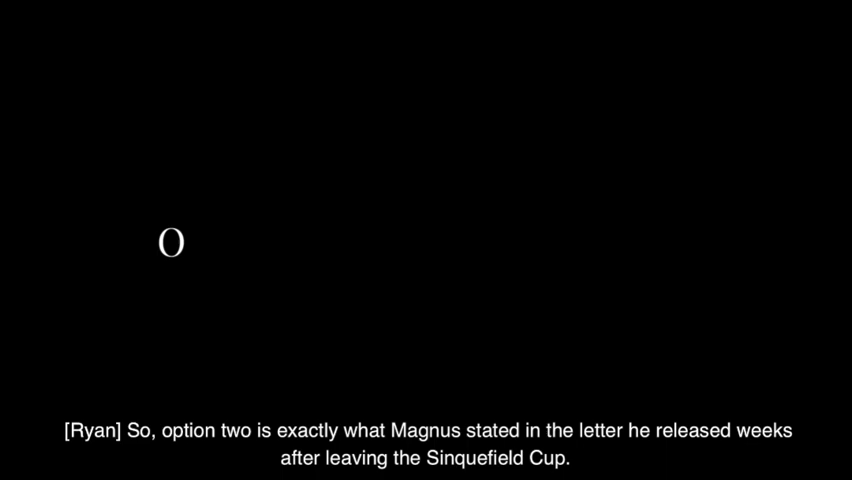 O
[Ryan] So, option two is exactly what Magnus stated in the letter he released weeks
after leaving the Sinquefield Cup.